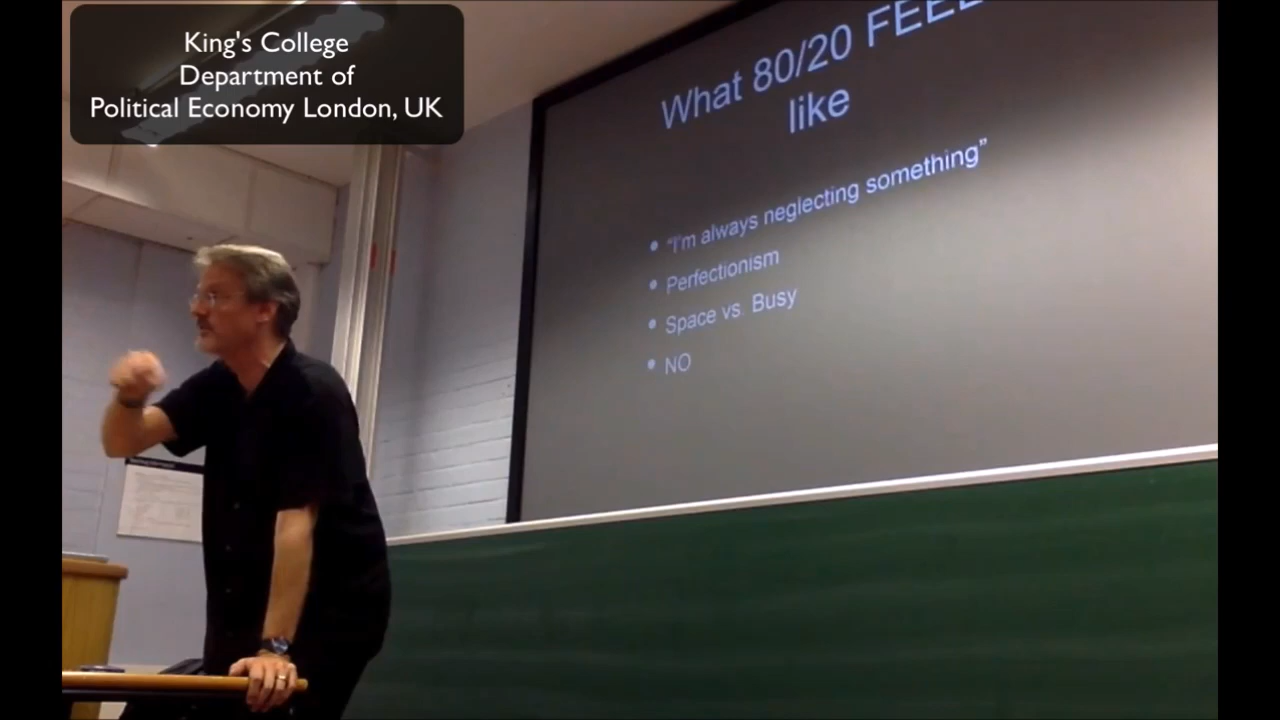 King's College
Department of
Political Economy London, UK
What 80/20 FEEL
like
• "I'm always neglecting something”
• Perfectionism
• Space vs. Busy
• NO